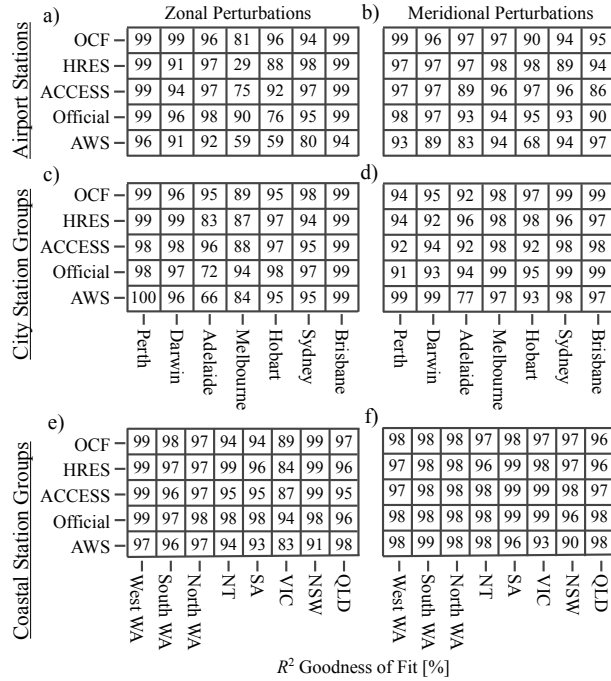 Zonal Perturbations Meridional Perturbations
a) b)
Airport Stations
OCF 99 99 96 81 96 94 99 99 96 97 97 90 94 95
HRES 99 91 97 29 88 98 99 97 97 97 98 98 89 94
ACCESS 99 94 97 75 92 97 99 97 97 89 96 97 96 86
Official 99 96 98 90 76 95 99 98 97 93 94 95 93 90
AWS 96 91 92 59 59 80 94 93 89 83 94 68 94 97
c) d)
City Station Groups
OCF 99 96 95 89 95 98 99 94 95 92 98 97 99 99
HRES 99 99 83 87 97 94 99 94 92 96 98 98 96 97
ACCESS 98 98 96 88 97 95 99 92 94 92 98 92 98 98
Official 98 97 72 94 98 97 99 91 93 94 99 95 99 99
AWS 100 96 66 84 95 95 99 99 99 77 97 93 98 97
Perth Darwin Adelaide Melbourne Hobart Sydney Brisbane Perth Darwin Adelaide Melbourne Hobart Sydney Brisbane
e) f)
Coastal Station Groups
OCF 99 98 97 94 94 89 99 97 98 98 98 97 98 97 97 96
HRES 99 97 97 99 96 84 99 96 97 98 98 96 99 98 97 96
ACCESS 99 96 97 95 95 87 99 95 97 98 98 98 99 99 98 97
Official 99 97 98 98 98 94 98 96 98 98 98 98 99 99 96 98
AWS 97 96 97 94 93 83 91 98 98 99 98 98 96 93 90 98
West WA South WA North WA NT SA VIC NSW QLD West WA South WA North WA NT SA VIC NSW QLD
R² Goodness of Fit [%]